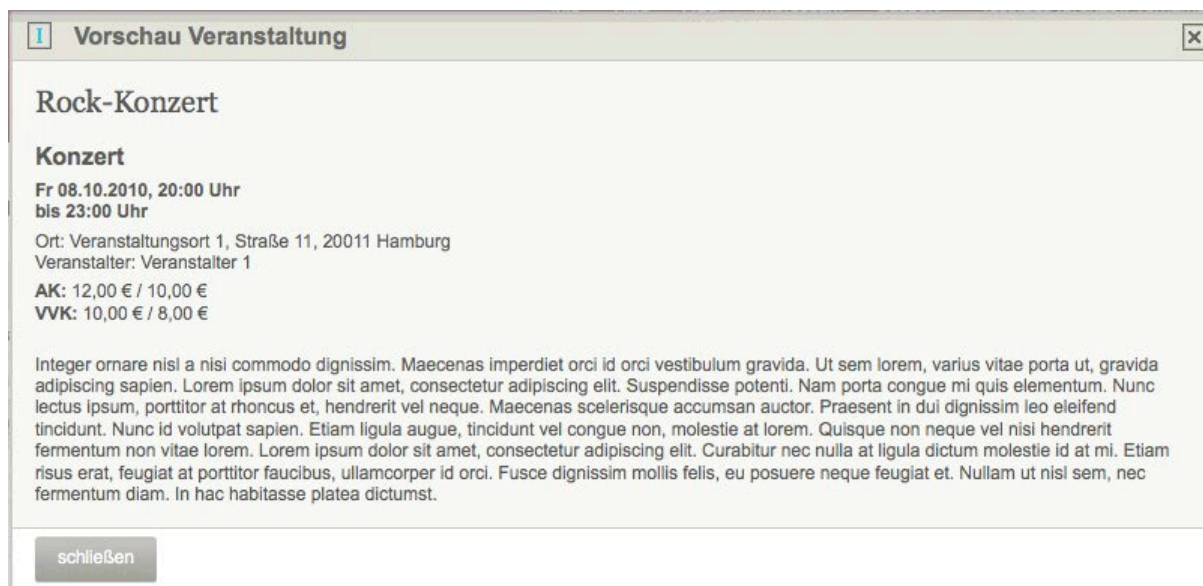 I Vorschau Veranstaltung
Rock-Konzert
Konzert
Fr 08.10.2010, 20:00 Uhr
bis 23:00 Uhr
Ort: Veranstaltungsort 1, Straße 11, 20011 Hamburg
Veranstalter: Veranstalter 1
AK: 12,00 € / 10,00 €
VVK: 10,00 € / 8,00 €
Integer ornare nisl a nisi commodo dignissim. Maecenas imperdiet orci id orci vestibulum gravida. Ut sem lorem, varius vitae porta ut, gravida
adipiscing sapien. Lorem ipsum dolor sit amet, consectetur adipiscing elit. Suspendisse potenti. Nam porta congue mi quis elementum. Nunc
lectus ipsum, porttitor at rhoncus et, hendrerit vel neque. Maecenas scelerisque accumsan auctor. Praesent in dui dignissim leo eleifend
tincidunt. Nunc id volutpat sapien. Etiam ligula augue, tincidunt vel congue non, molestie at lorem. Quisque non neque vel nisi hendrerit
fermentum non vitae lorem. Lorem ipsum dolor sit amet, consectetur adipiscing elit. Curabitur nec nulla at ligula dictum molestie id at mi. Etiam
risus erat, feugiat at porttitor faucibus, ullamcorper id orci. Fusce dignissim mollis felis, eu posuere neque feugiat et. Nullam ut nisl sem, nec
fermentum diam. In hac habitasse platea dictumst.
schließen